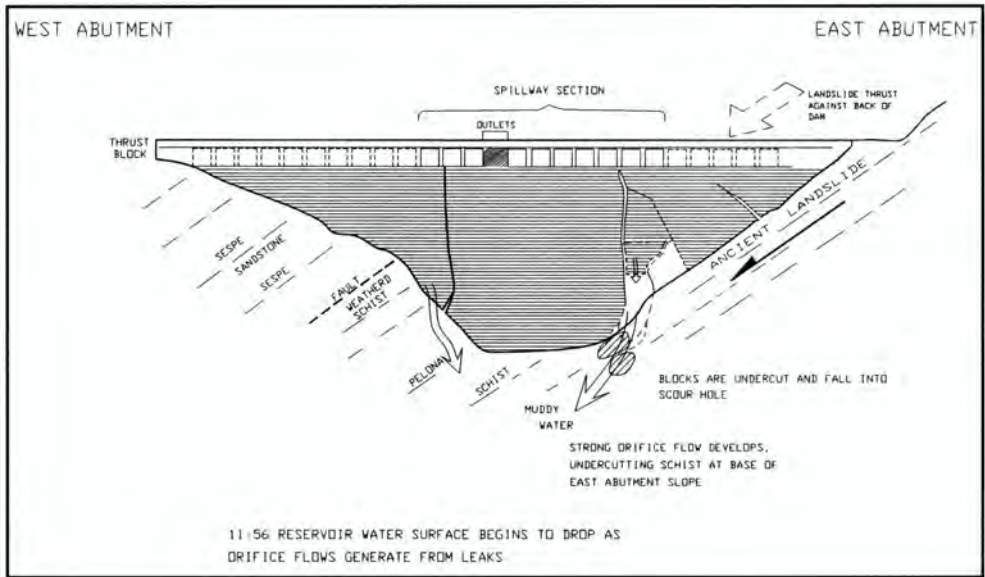 WEST ABUTMENT
EAST ABUTMENT
SPILLWAY SECTION
OUTLETS
LANDSLIDE THRUST
AGAINST BACK OF
DAM
THRUST
BLOCK
ANCIENT LANDSLIDE
SESPE
SANDSTONE
SESPE
FAULT
WEATHERD
SCHIST
PELONA
SCHIST
MUDDY
WATER
BLOCKS ARE UNDERCUT AND FALL INTO
SCOUR HOLE
STRONG ORIFICE FLOW DEVELOPS,
UNDERCUTTING SCHIST AT BASE OF
EAST ABUTMENT SLOPE
11:56 RESERVOIR WATER SURFACE BEGINS TO DROP AS
ORIFICE FLOWS GENERATE FROM LEAKS